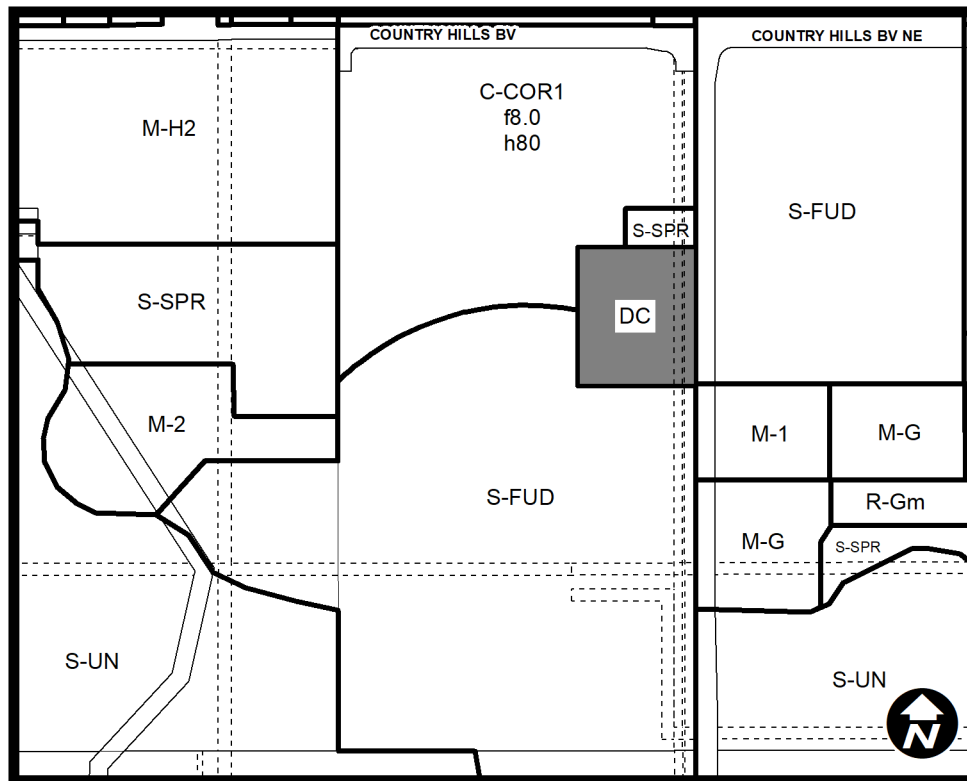 COUNTRY HILLS BV
COUNTRY HILLS BV NE
C-COR1
f8.0
h80
M-H2
S-FUD
S-SPR
S-SPR
DC
M-2
M-1
M-G
S-FUD
R-Gm
M-G
S-SPR
S-UN
S-UN
N